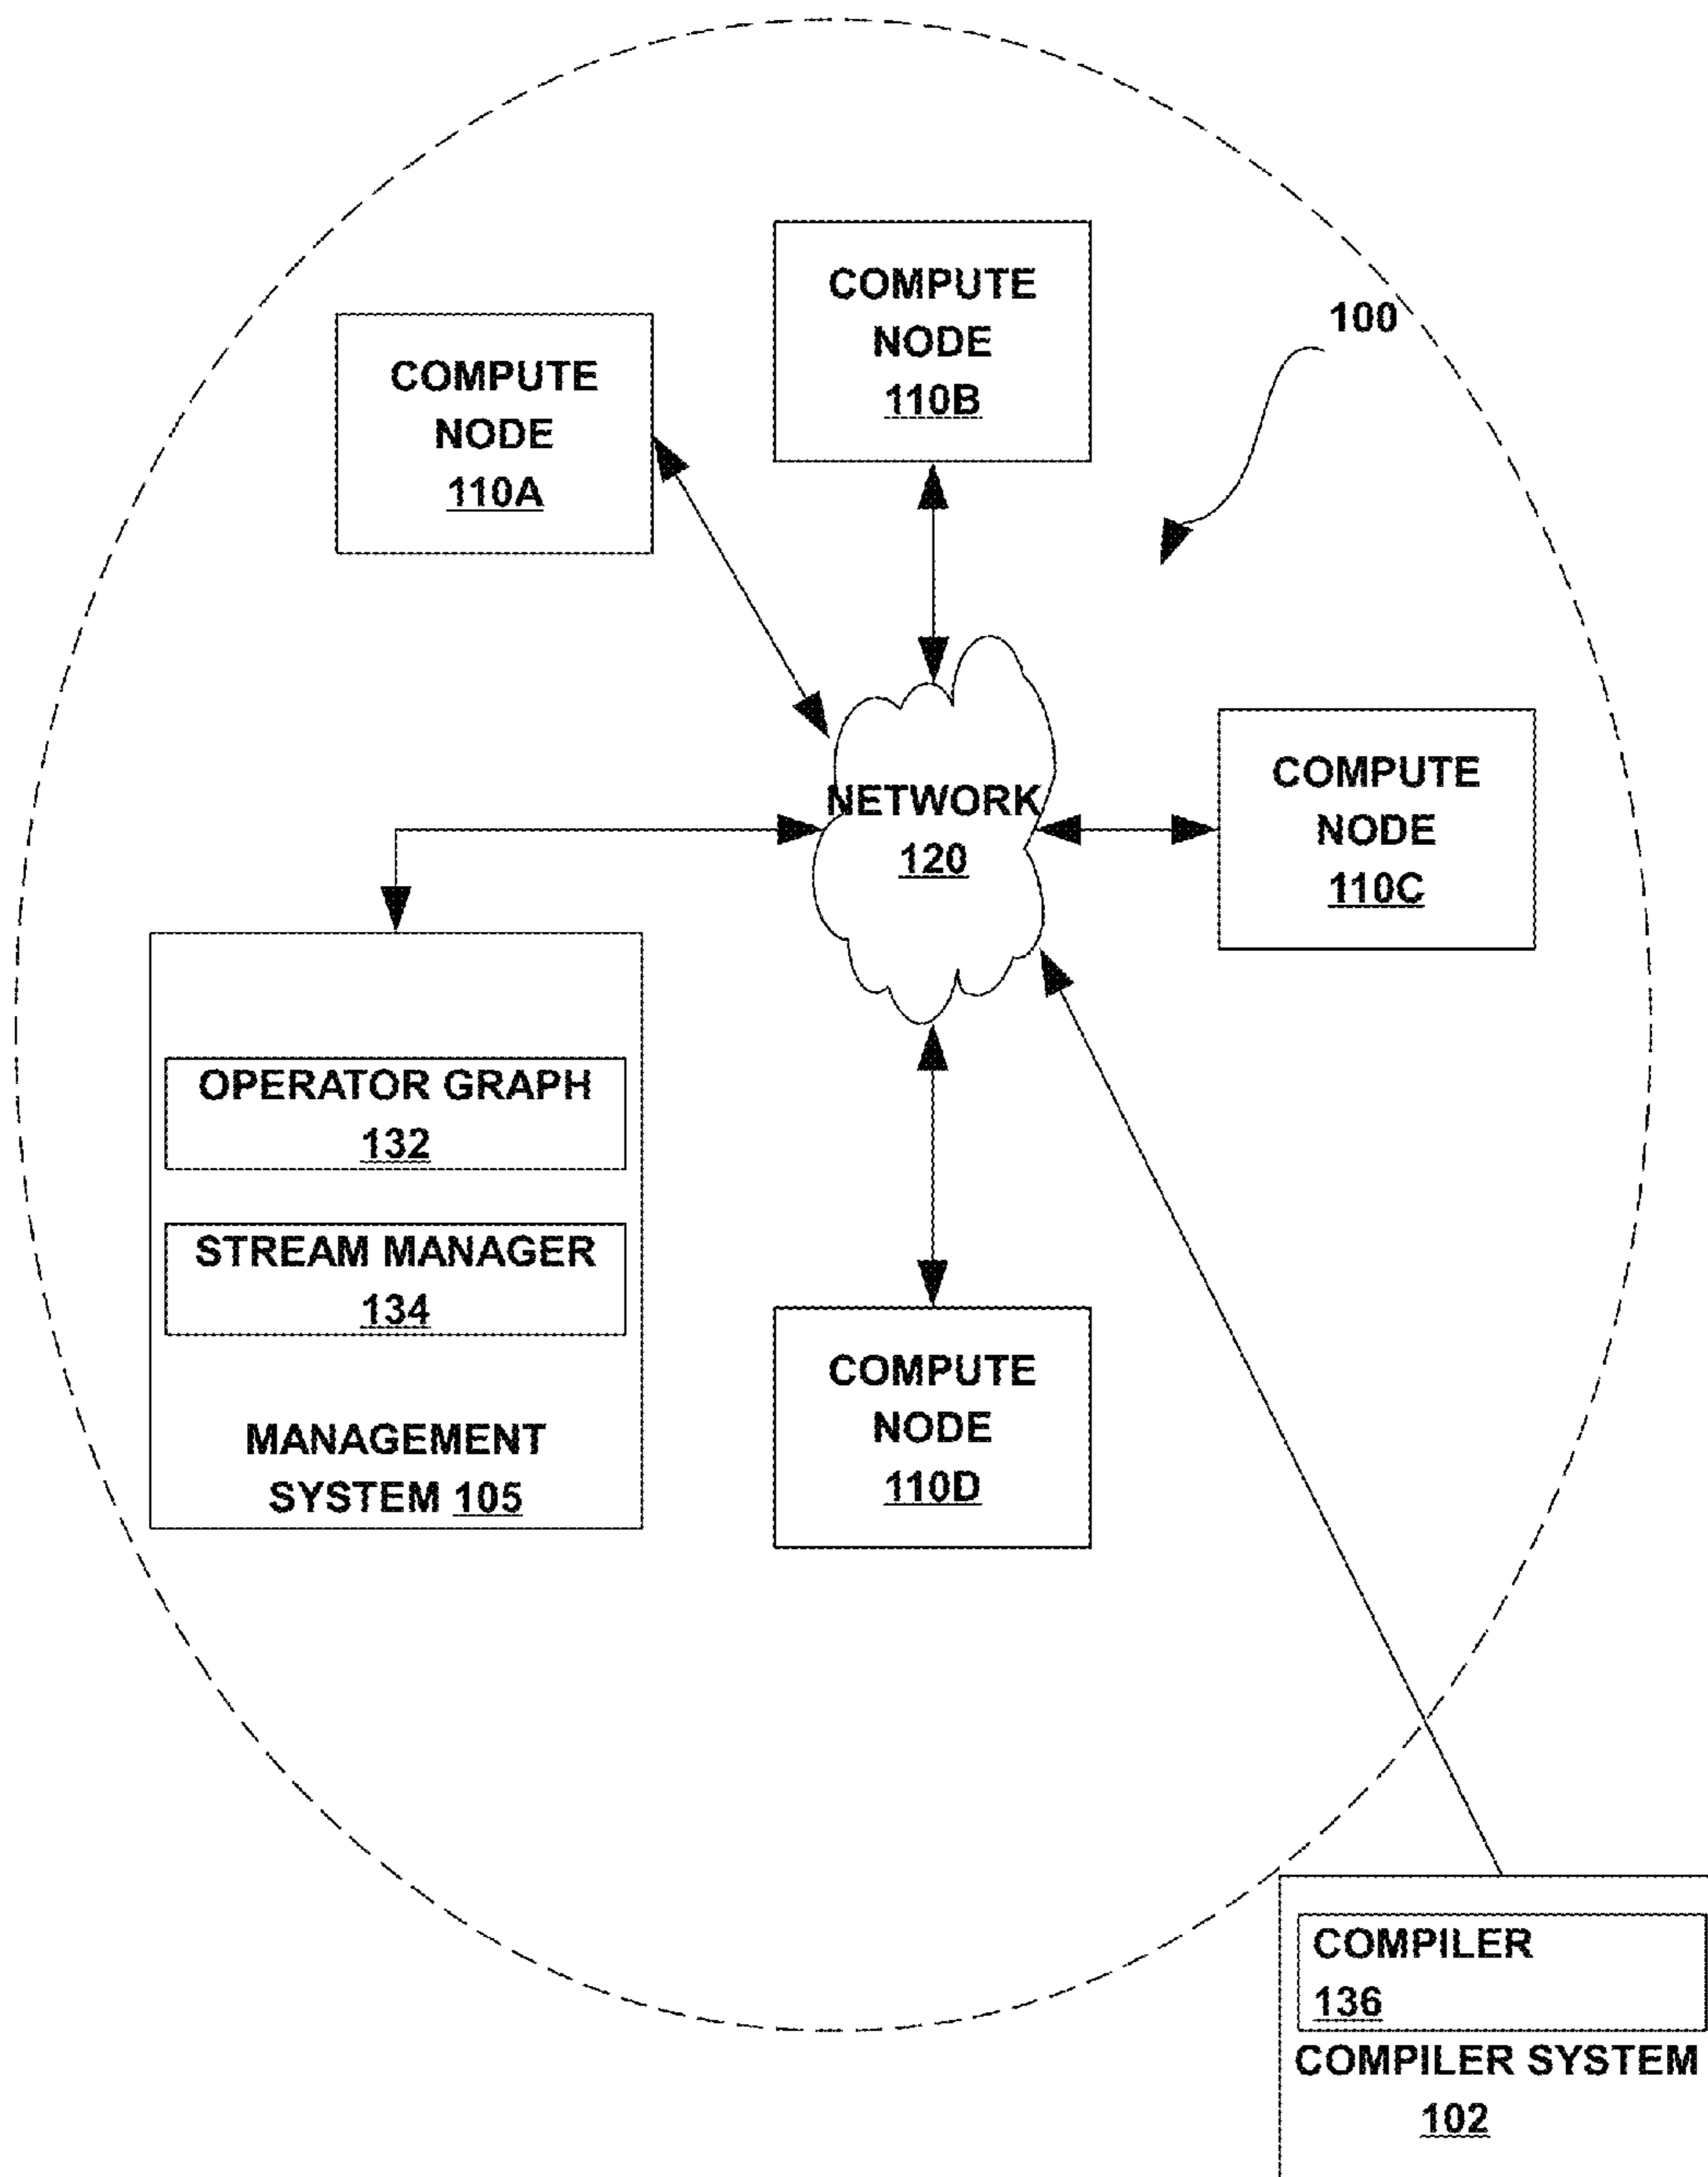 COMPUTE
NODE
110B
100
COMPUTE
NODE
110A
NETWORK
120
COMPUTE
NODE
110C
OPERATOR GRAPH
132
STREAM MANAGER
134
MANAGEMENT
SYSTEM 105
COMPUTE
NODE
110D
COMPILER
136
COMPILER SYSTEM
102